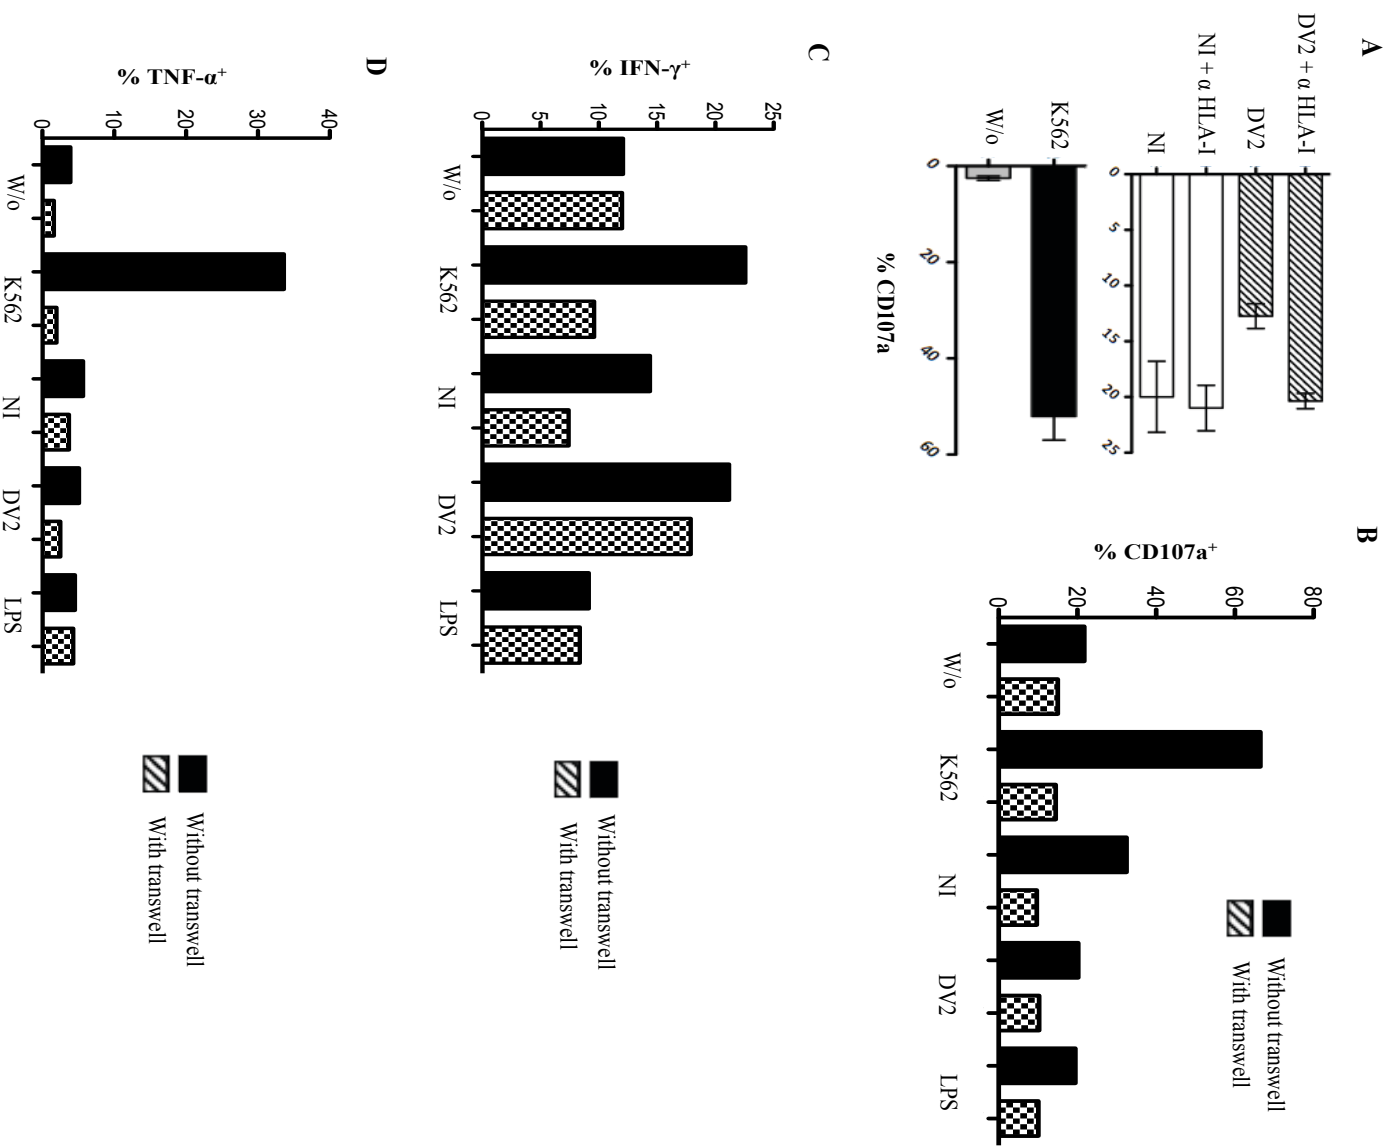 A
DV2 + α HLA-I
DV2
NI + α HLA-I
NI
0 5 10 15 20 25
K562
W/o
0 20 40 60
% CD107a
B
% CD107a⁺
0 20 40 60 80
W/o K562 NI DV2 LPS
Without transwell
With transwell
C
% IFN-γ⁺
0 5 10 15 20 25
W/o K562 NI DV2 LPS
Without transwell
With transwell
D
% TNF-α⁺
0 10 20 30 40
W/o K562 NI DV2 LPS
Without transwell
With transwell